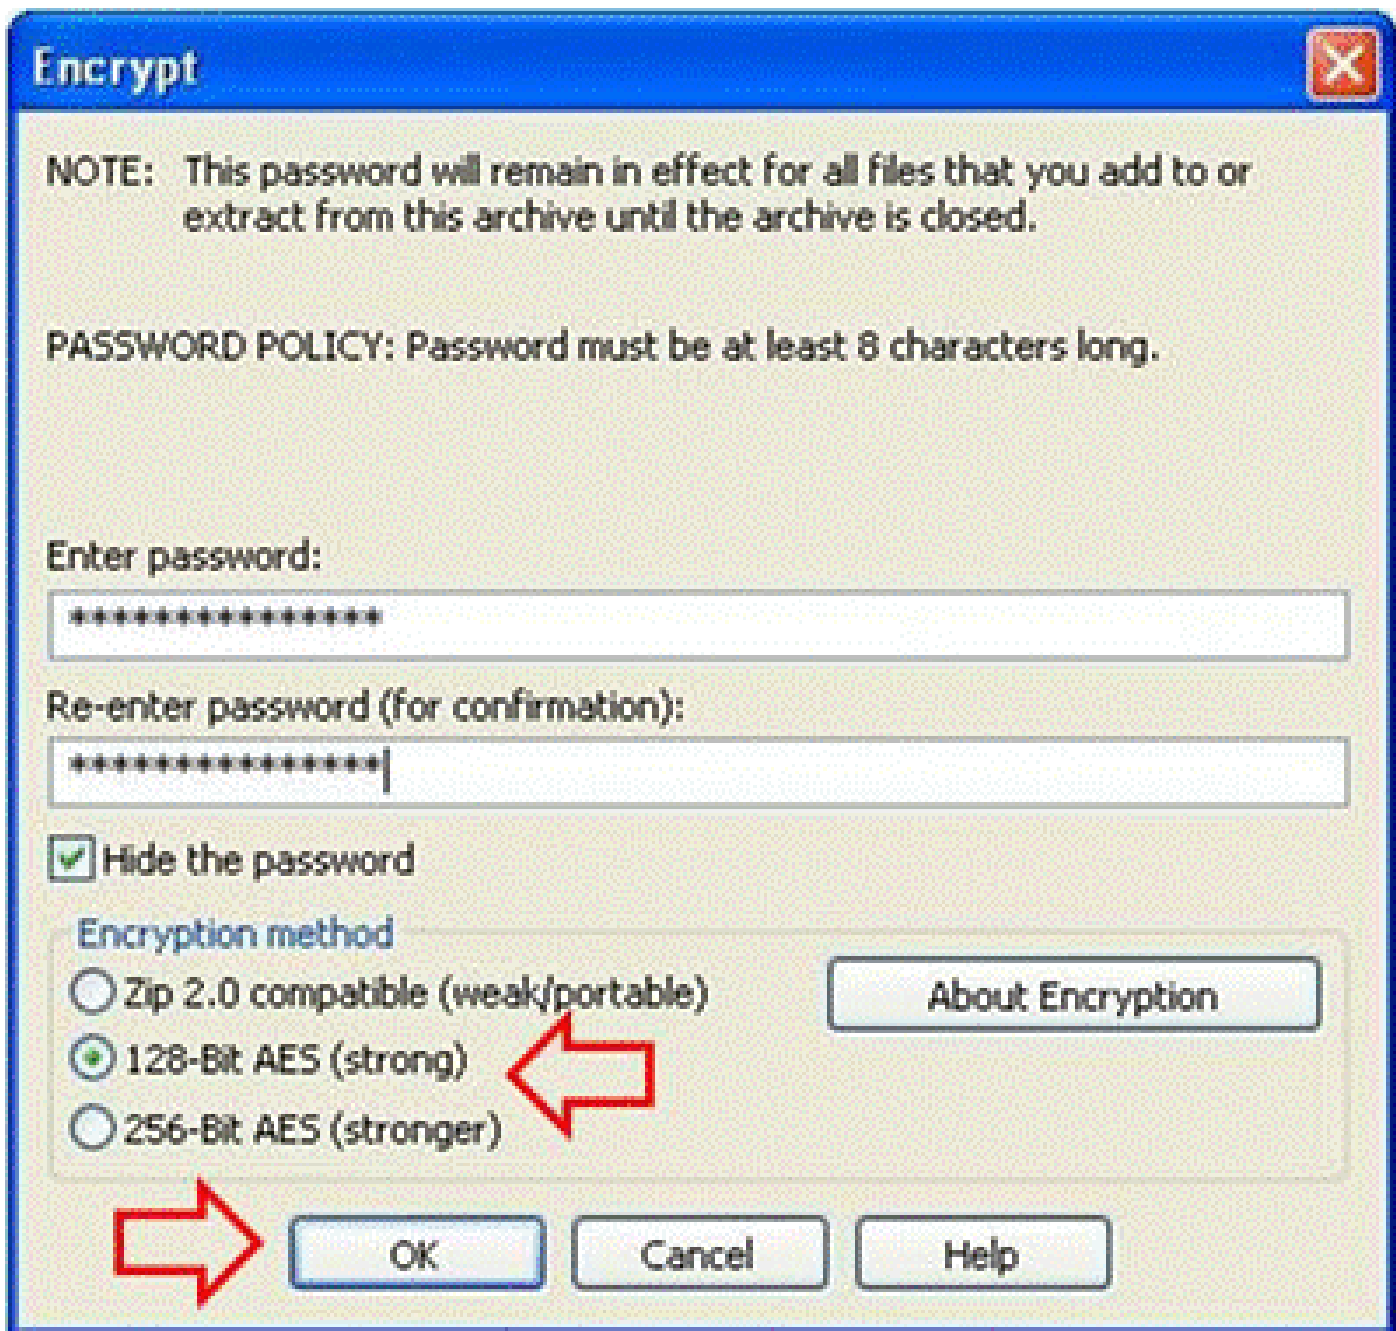 Encrypt
NOTE: This password will remain in effect for all files that you add to or
extract from this archive until the archive is closed.
PASSWORD POLICY: Password must be at least 8 characters long.
Enter password:
***************
Re-enter password (for confirmation):
***************
Hide the password
Encryption method
Zip 2.0 compatible (weak/portable)
About Encryption
128-Bit AES (strong)
256-Bit AES (stronger)
OK Cancel Help